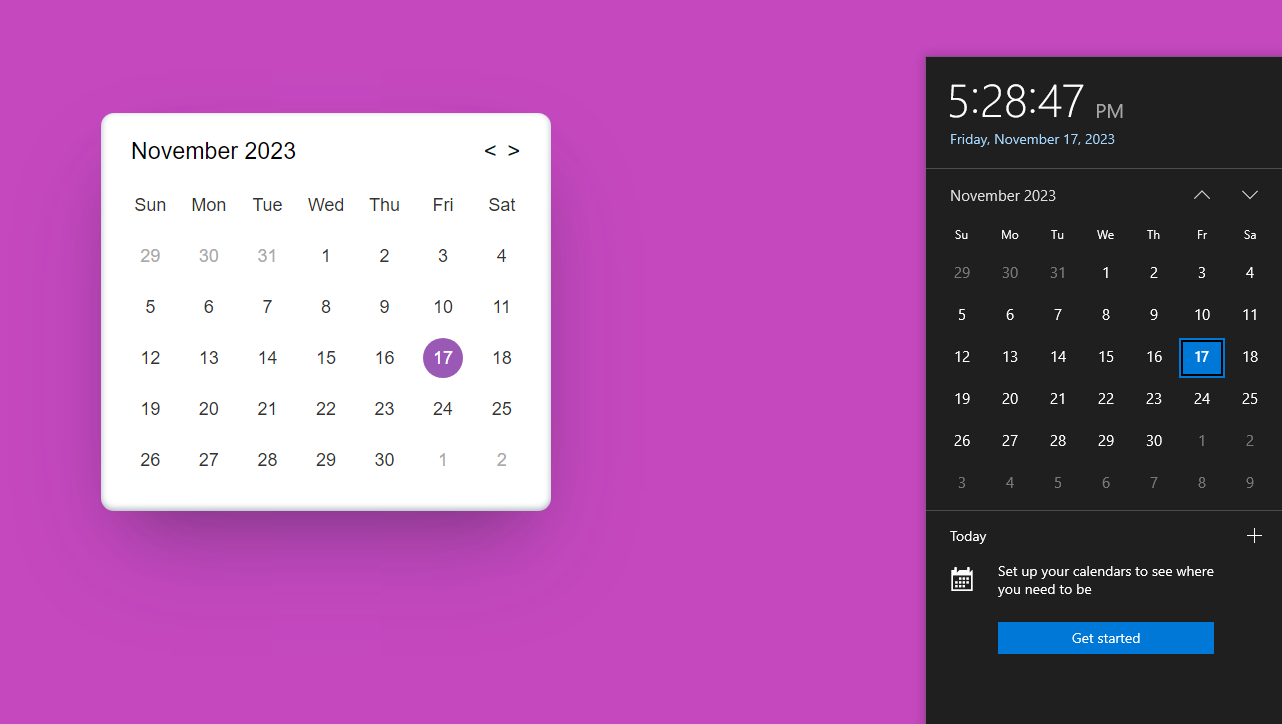 November 2023 < >
Sun Mon Tue Wed Thu Fri Sat
29 30 31 1 2 3 4
5 6 7 8 9 10 11
12 13 14 15 16 17 18
19 20 21 22 23 24 25
26 27 28 29 30 1 2
5:28:47 PM
Friday, November 17, 2023
November 2023
Su Mo Tu We Th Fr Sa
29 30 31 1 2 3 4
5 6 7 8 9 10 11
12 13 14 15 16 17 18
19 20 21 22 23 24 25
26 27 28 29 30 1 2
3 4 5 6 7 8 9
Today
Set up your calendars to see where
you need to be
Get started